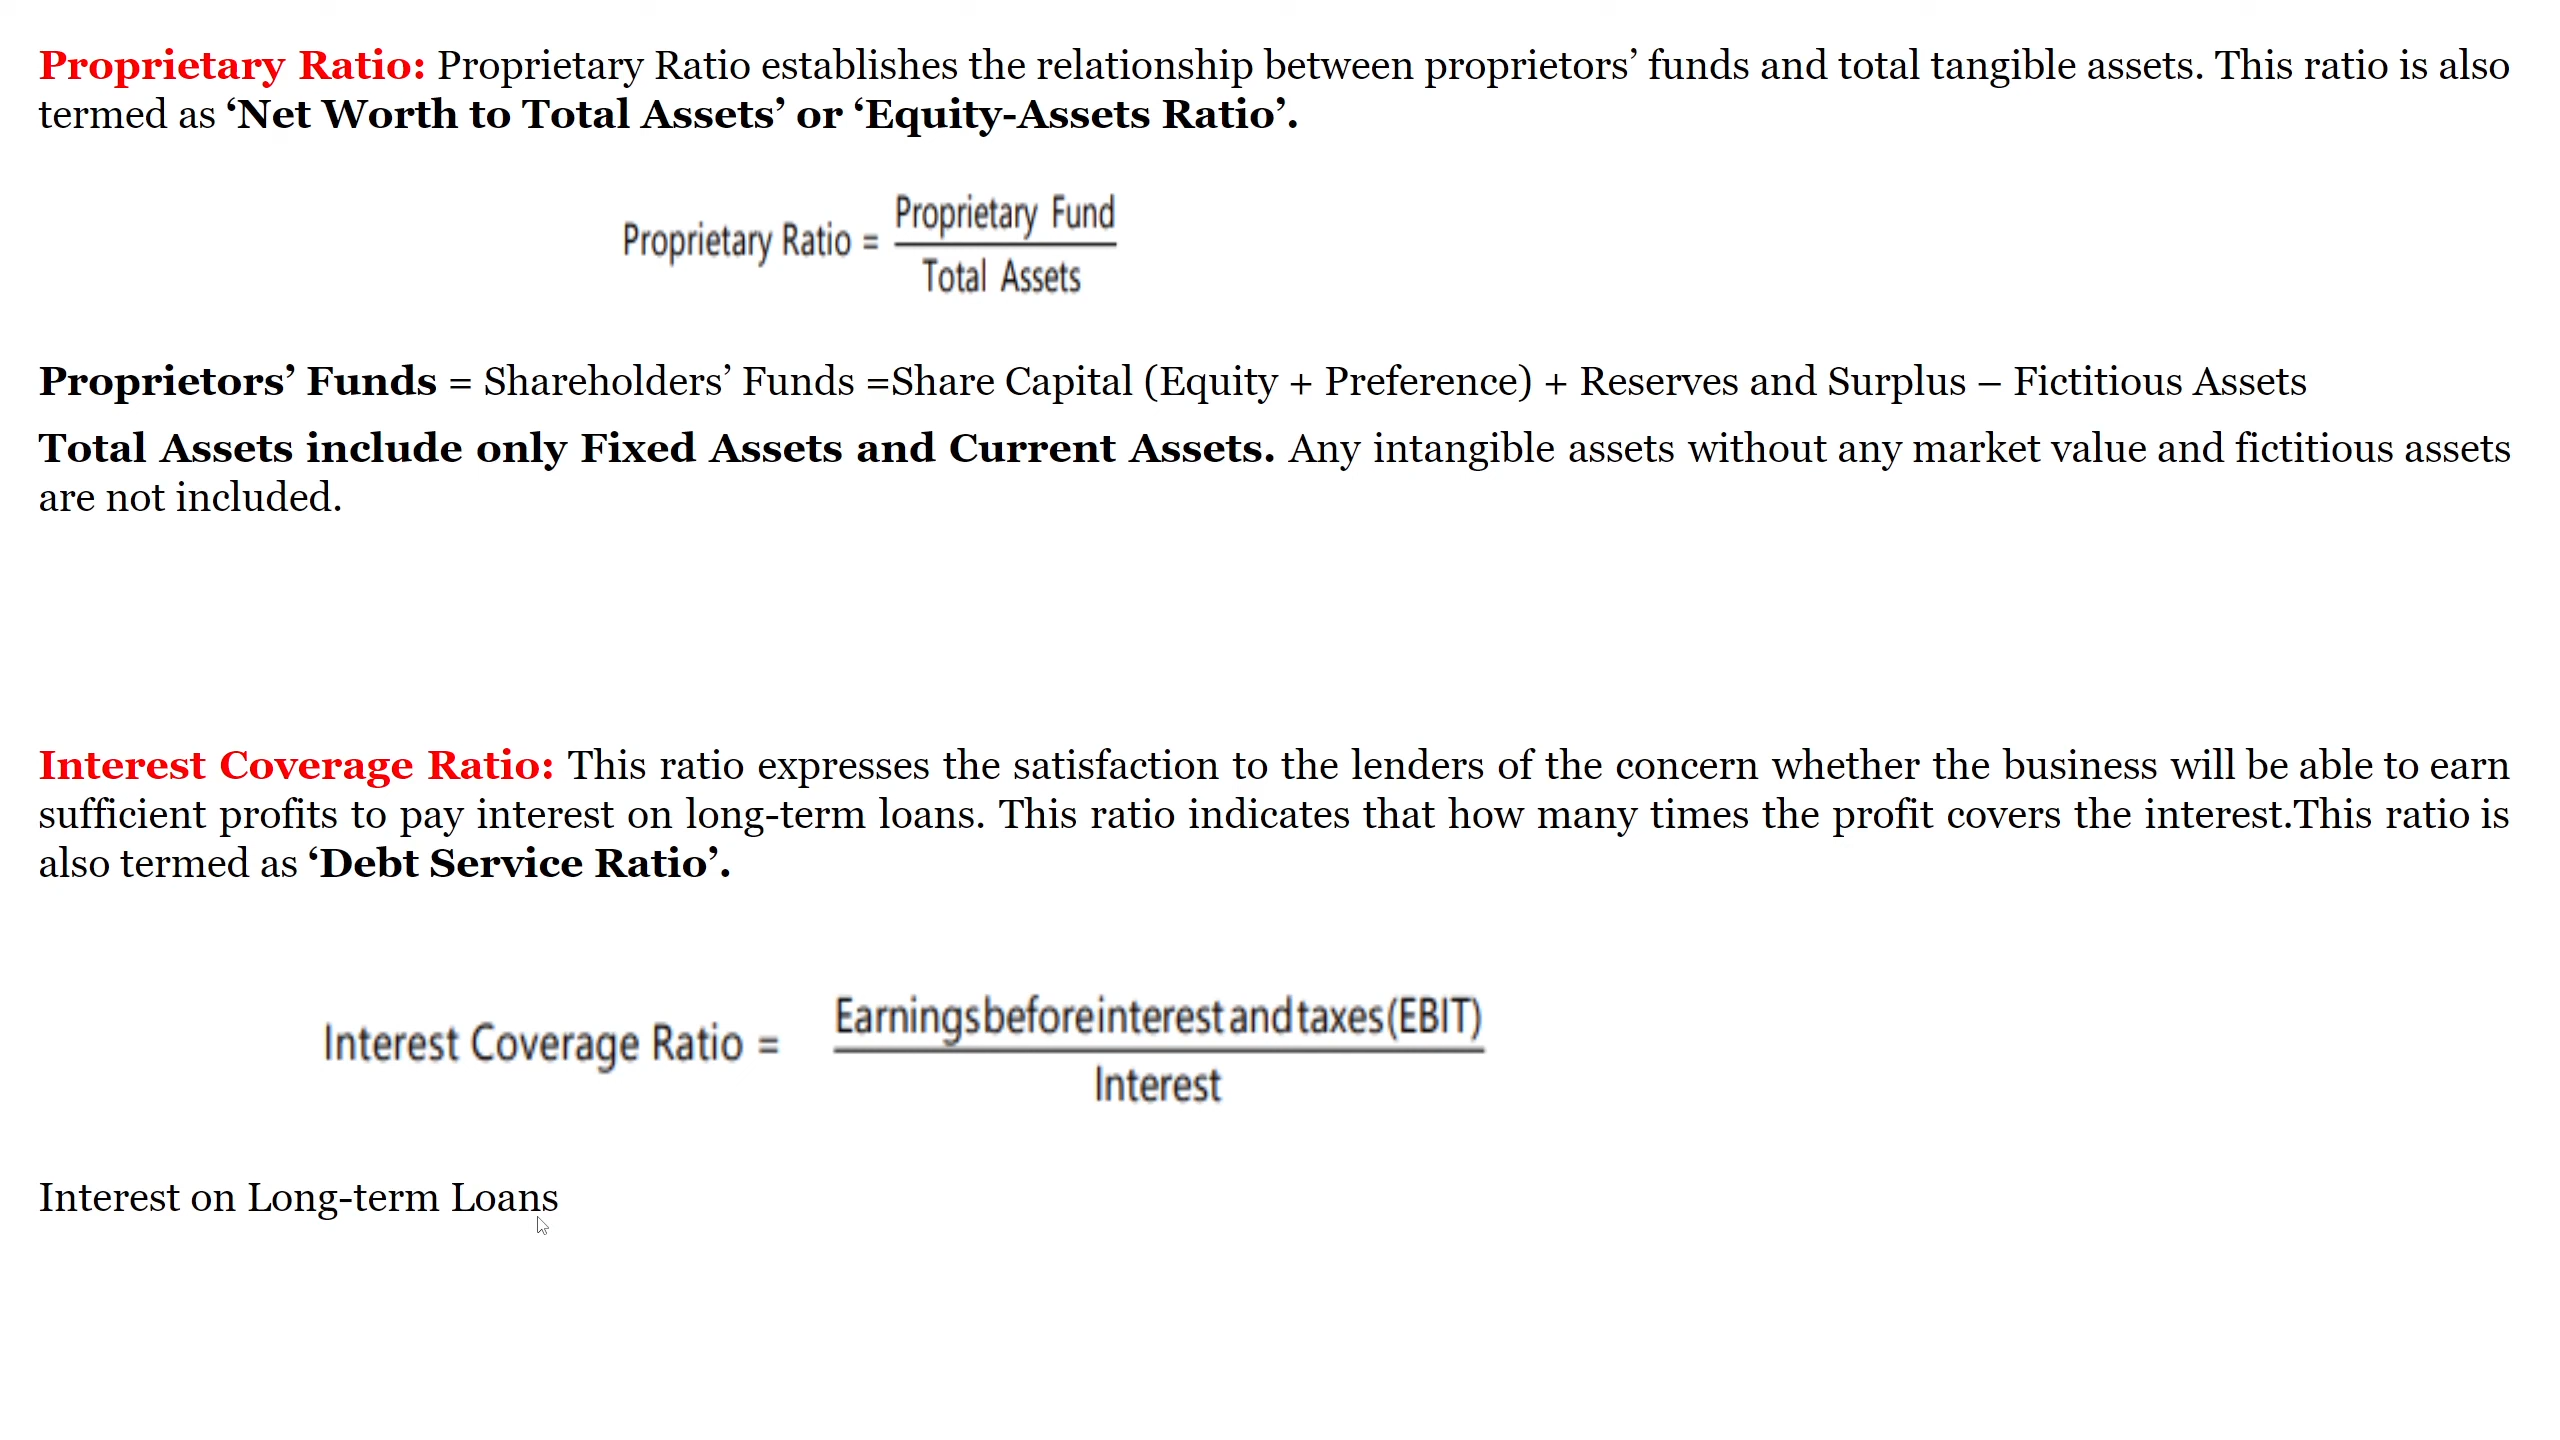 Proprietary Ratio: Proprietary Ratio establishes the relationship between proprietors’ funds and total tangible assets. This ratio is also
termed as ‘Net Worth to Total Assets’ or ‘Equity-Assets Ratio’.
Proprietary Ratio = Proprietary Fund
Total Assets
Proprietors’ Funds = Shareholders’ Funds =Share Capital (Equity + Preference) + Reserves and Surplus – Fictitious Assets
Total Assets include only Fixed Assets and Current Assets. Any intangible assets without any market value and fictitious assets
are not included.
Interest Coverage Ratio: This ratio expresses the satisfaction to the lenders of the concern whether the business will be able to earn
sufficient profits to pay interest on long-term loans. This ratio indicates that how many times the profit covers the interest.This ratio is
also termed as ‘Debt Service Ratio’.
Interest Coverage Ratio = Earnings before interest and taxes (EBIT)
Interest
Interest on Long-term Loans